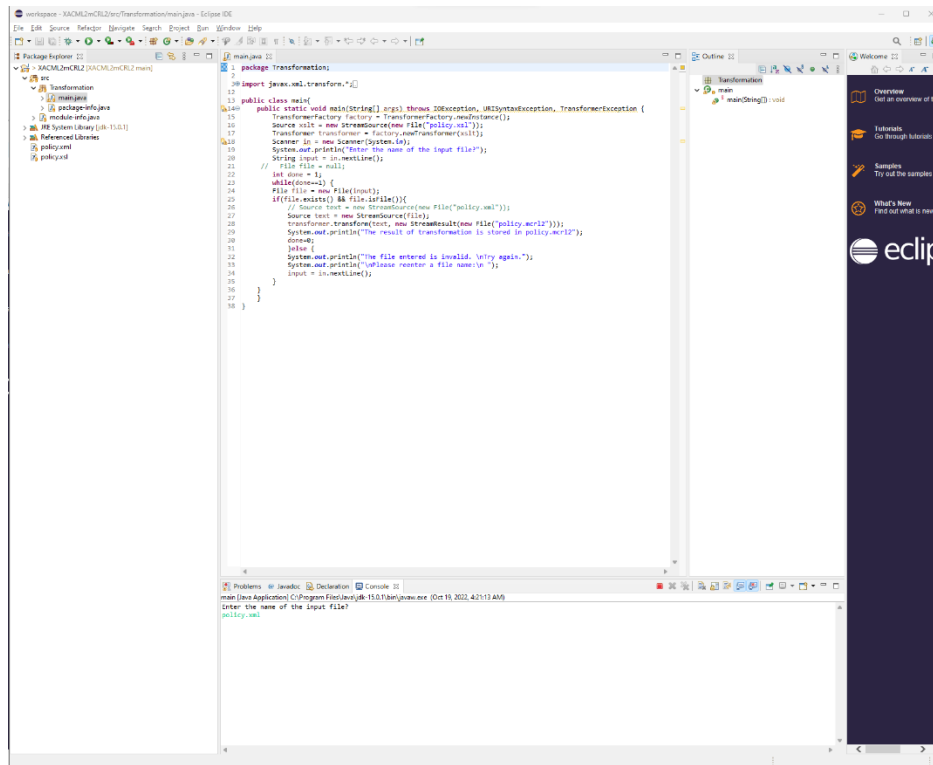 workspace - XACML2mCRL2/src/Transformation/main.java - Eclipse IDE
File Edit Source Refactor Navigate Search Project Run Window Help
Package Explorer
> XACML2mCRL2 [XACML2mCRL2 main]
src
Transformation
main.java
package-info.java
module-info.java
JRE System Library [jdk-15.0.1]
Referenced Libraries
policy.xml
policy.xsl
main.java
1 package Transformation;
2
3 import javax.xml.transform.*;
12
13 public class main{
14 public static void main(String[] args) throws IOException, URISyntaxException, TransformerException {
15 TransformerFactory factory = TransformerFactory.newInstance();
16 Source xslt = new StreamSource(new File("policy.xsl"));
17 Transformer transformer = factory.newTransformer(xslt);
18 Scanner in = new Scanner(System.in);
19 System.out.println("Enter the name of the input file?");
20 String input = in.nextLine();
21 // File file = null;
22 int done = 1;
23 while(done==1) {
24 File file = new File(input);
25 if(file.exists() && file.isFile()){
26 // Source text = new StreamSource(new File("policy.xml"));
27 Source text = new StreamSource(file);
28 transformer.transform(text, new StreamResult(new File("policy.mcrl2")));
29 System.out.println("The result of transformation is stored in policy.mcrl2");
30 done=0;
31 }else {
32 System.out.println("The file entered is invalid. \nTry again.");
33 System.out.println("\nPlease reenter a file name:\n ");
34 input = in.nextLine();
35 }
36 }
37 }
38 }
Outline
Transformation
main
main(String[]) : void
Welcome
Overview
Get an overview of t
Tutorials
Go through tutorials
Samples
Try out the samples
What's New
Find out what is new
eclip
Problems Javadoc Declaration Console
main [Java Application] C:\Program Files\Java\jdk-15.0.1\bin\javaw.exe (Oct 19, 2022, 4:21:13 AM)
Enter the name of the input file?
policy.xml